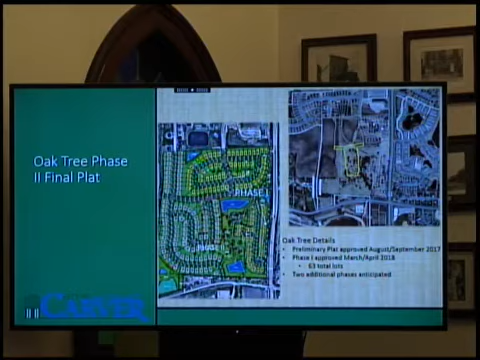 Oak Tree Phase
II Final Plat
PHASE I
Oak Tree Details
Preliminary Plat approved August/September 2017
Phase I approved March/April 2018
63 total lots
Two additional phases anticipated
CARVER